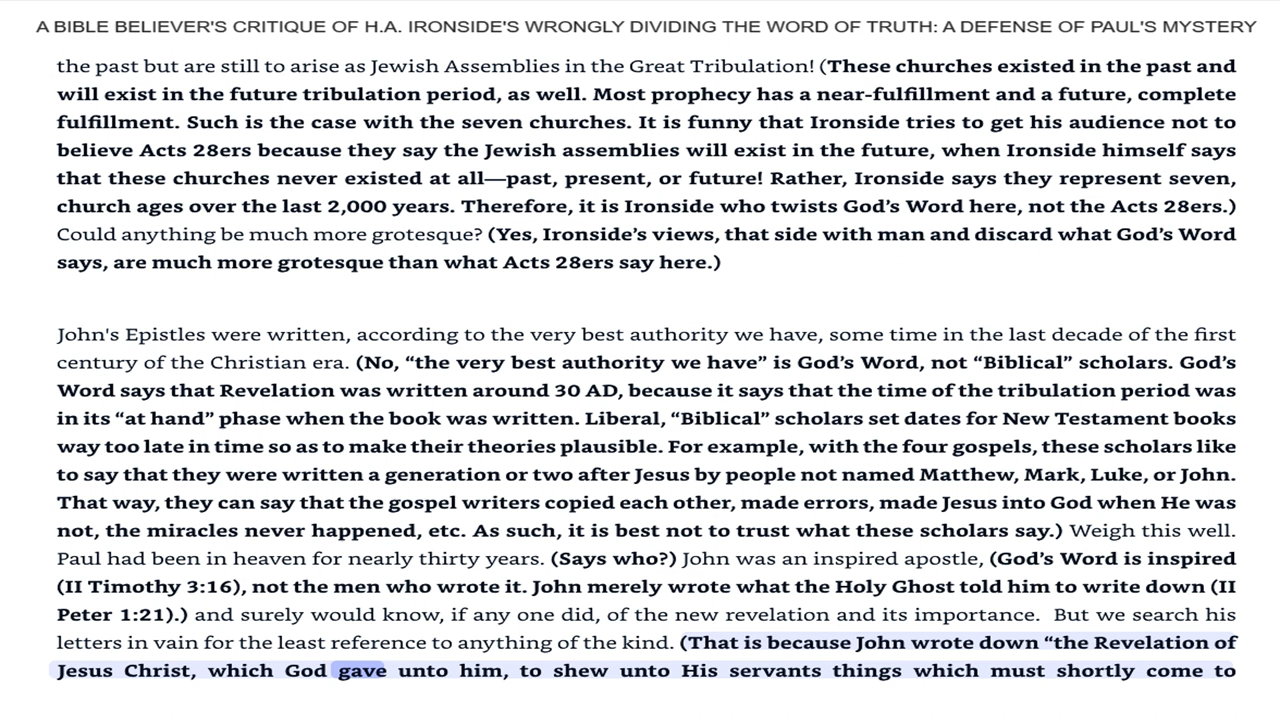 A BIBLE BELIEVER'S CRITIQUE OF H.A. IRONSIDE'S WRONGLY DIVIDING THE WORD OF TRUTH: A DEFENSE OF PAUL'S MYSTERY
the past but are still to arise as Jewish Assemblies in the Great Tribulation! (These churches existed in the past and
will exist in the future tribulation period, as well. Most prophecy has a near-fulfillment and a future, complete
fulfillment. Such is the case with the seven churches. It is funny that Ironside tries to get his audience not to
believe Acts 28ers because they say the Jewish assemblies will exist in the future, when Ironside himself says
that these churches never existed at all—past, present, or future! Rather, Ironside says they represent seven,
church ages over the last 2,000 years. Therefore, it is Ironside who twists God’s Word here, not the Acts 28ers.)
Could anything be much more grotesque? (Yes, Ironside’s views, that side with man and discard what God’s Word
says, are much more grotesque than what Acts 28ers say here.)
John's Epistles were written, according to the very best authority we have, some time in the last decade of the first
century of the Christian era. (No, “the very best authority we have” is God’s Word, not “Biblical” scholars. God’s
Word says that Revelation was written around 30 AD, because it says that the time of the tribulation period was
in its “at hand” phase when the book was written. Liberal, “Biblical” scholars set dates for New Testament books
way too late in time so as to make their theories plausible. For example, with the four gospels, these scholars like
to say that they were written a generation or two after Jesus by people not named Matthew, Mark, Luke, or John.
That way, they can say that the gospel writers copied each other, made errors, made Jesus into God when He was
not, the miracles never happened, etc. As such, it is best not to trust what these scholars say.) Weigh this well.
Paul had been in heaven for nearly thirty years. (Says who?) John was an inspired apostle, (God’s Word is inspired
(II Timothy 3:16), not the men who wrote it. John merely wrote what the Holy Ghost told him to write down (II
Peter 1:21).) and surely would know, if any one did, of the new revelation and its importance. But we search his
letters in vain for the least reference to anything of the kind. (That is because John wrote down “the Revelation of
Jesus Christ, which God gave unto him, to shew unto His servants things which must shortly come to